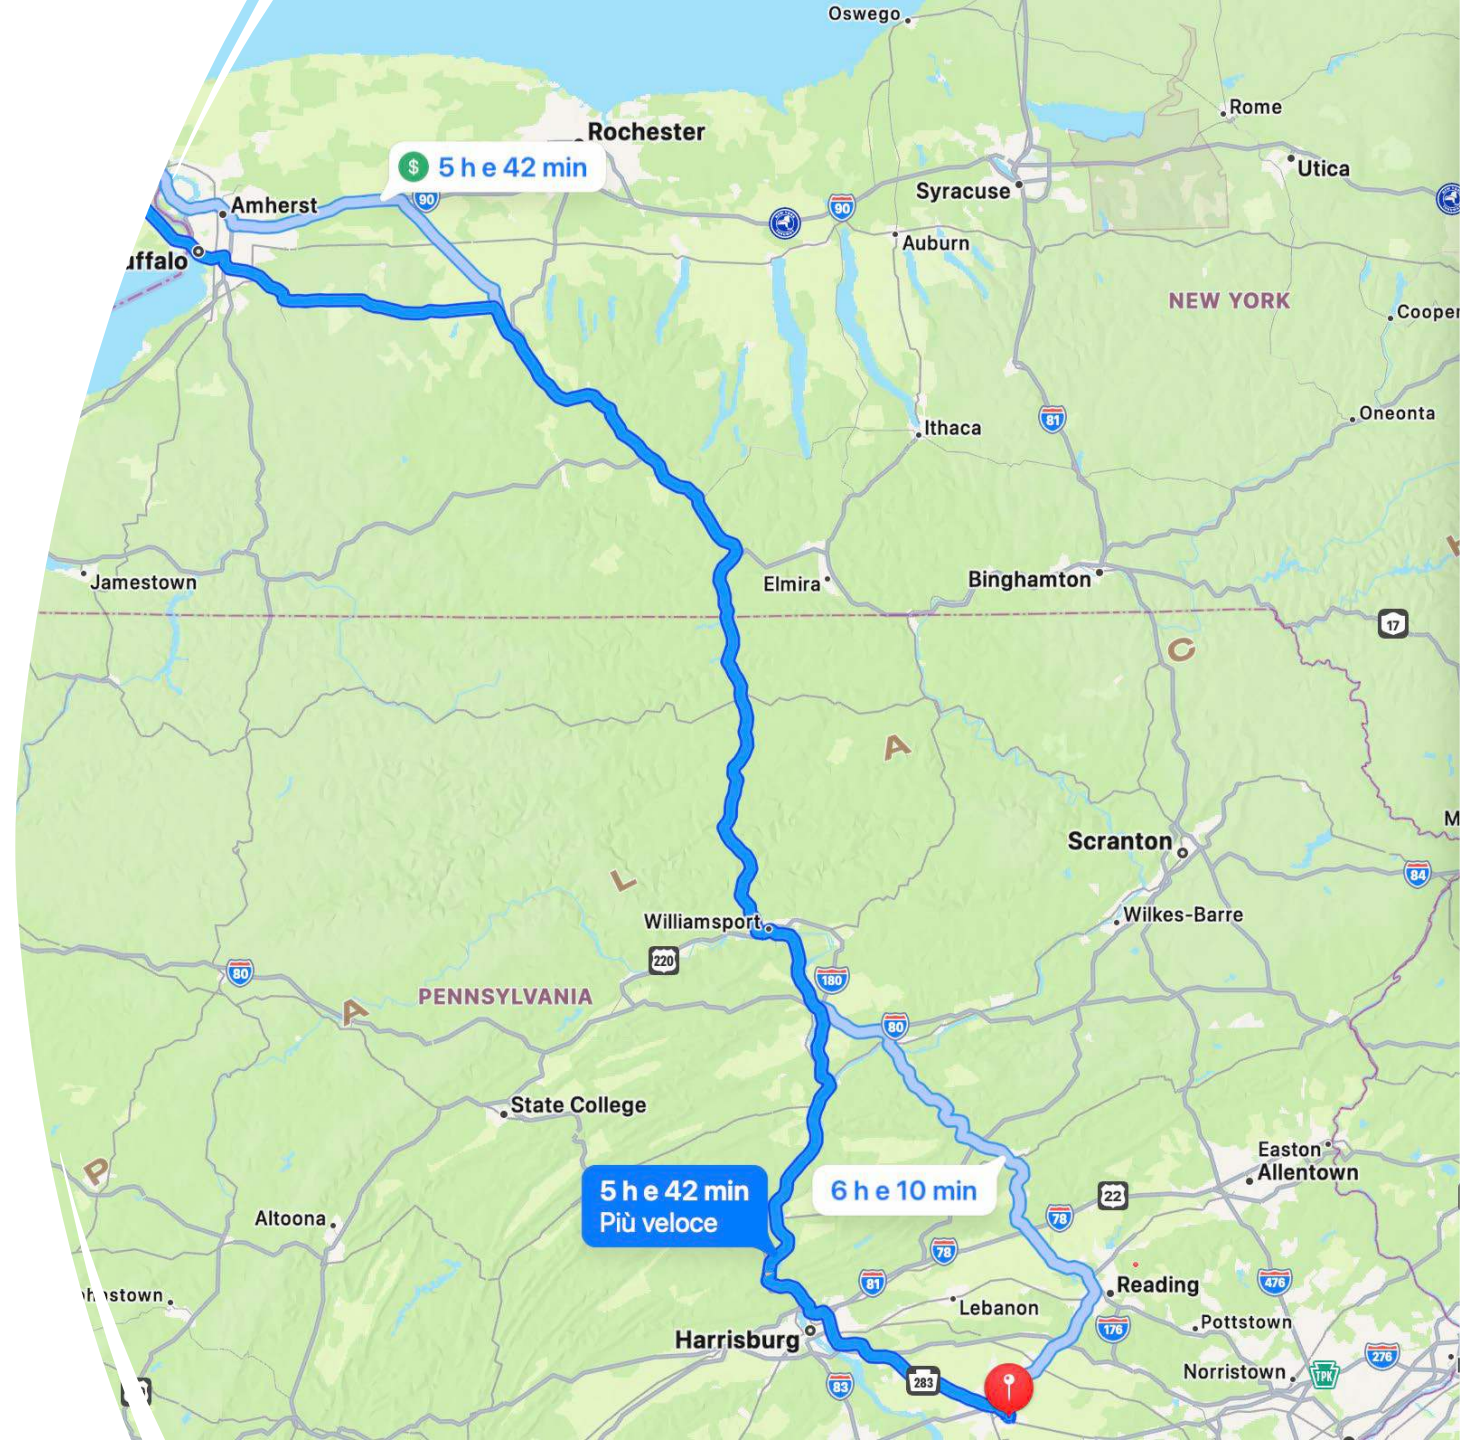 Oswego
Rome
Rochester
$ 5 h e 42 min
Utica
Syracuse
90
90
Amherst
Auburn
uffalo
NEW YORK
Cooper
81
Oneonta
Ithaca
Elmira
Binghamton
Jamestown
17
C
A
Scranton
M
84
L
Wilkes-Barre
Williamsport
220
80
180
PENNSYLVANIA
A
80
State College
Easton
Allentown
P
5 h e 42 min
Più veloce
6 h e 10 min
22
78
Altoona
78
81
476
Reading
hnstown
Lebanon
Pottstown
176
Harrisburg
276
283
83
Norristown
TPK